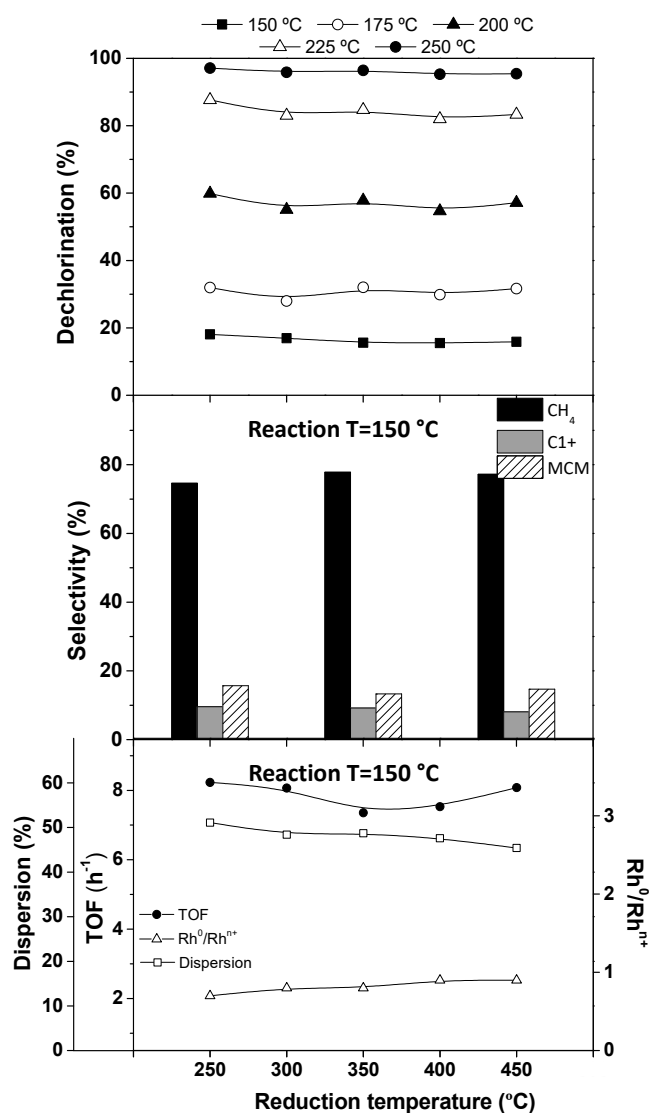 150 ºC 175 ºC 200 ºC
225 ºC 250 ºC
100
80
60
40
20
0
Dechlorination (%)
Reaction T=150 °C
CH4
C1+
MCM
80
60
40
20
0
Selectivity (%)
Reaction T=150 °C
60
50
40
30
20
10
0
Dispersion (%)
8
6
4
2
TOF (h-1)
TOF
Rh0/Rhn+
Dispersion
3
2
1
0
Rh0/Rhn+
250 300 350 400 450
Reduction temperature (ºC)